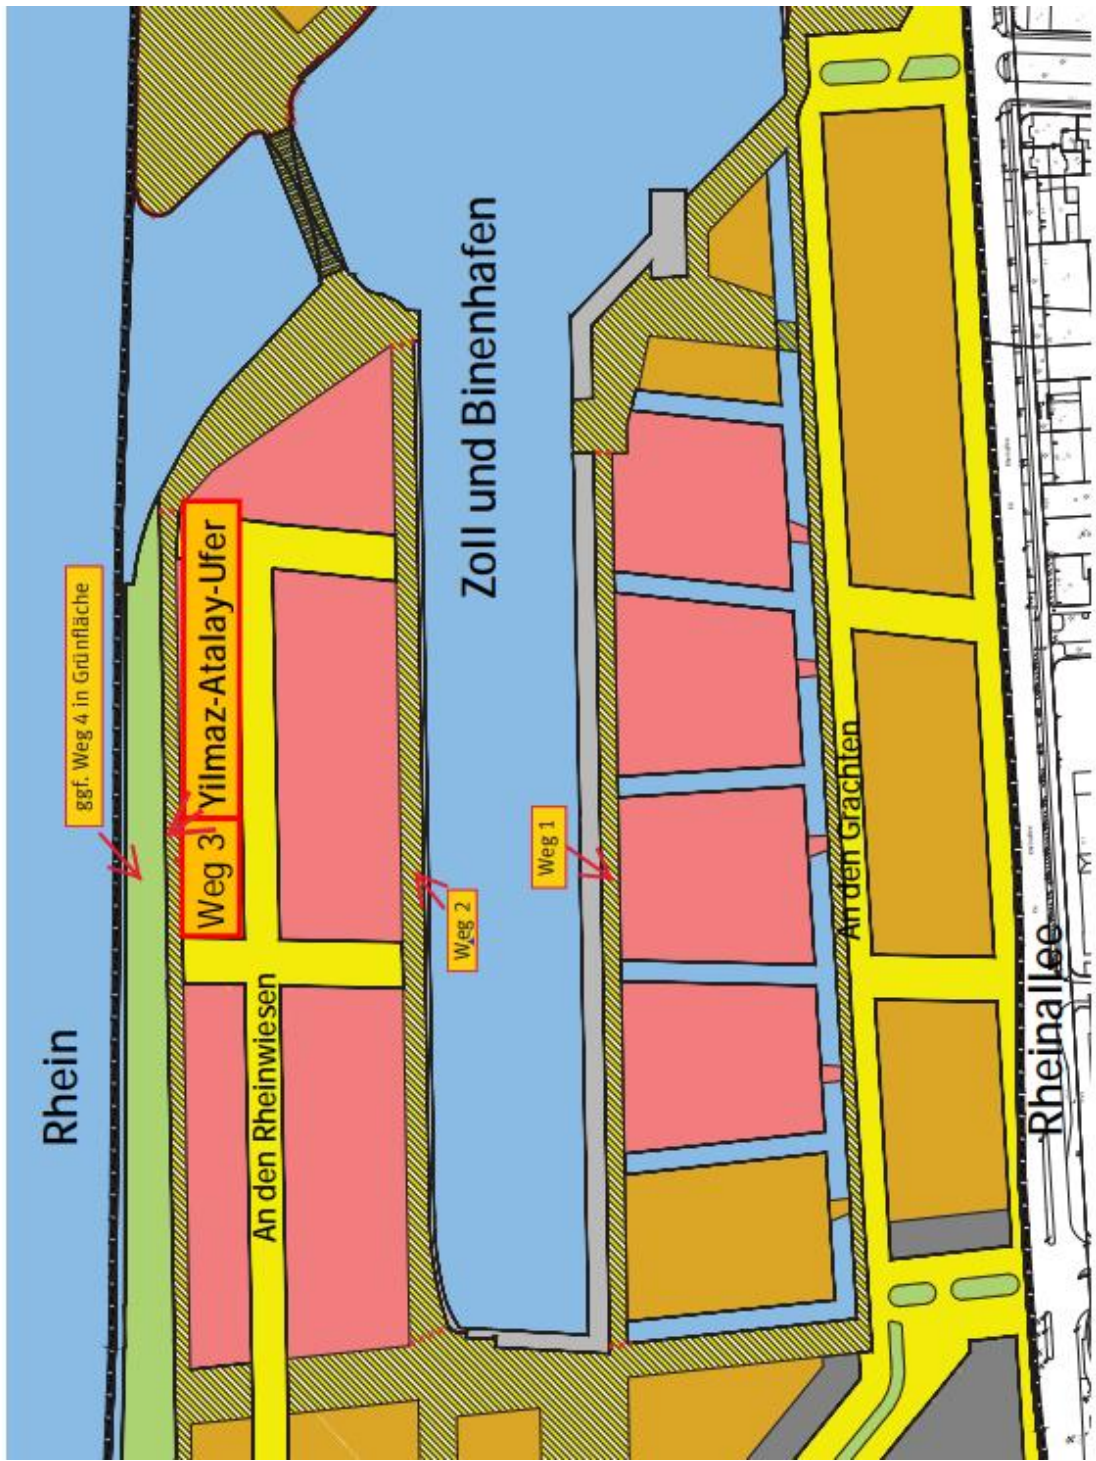 Rhein
ggf. Weg 4 in Grünfläche
Weg 3
Yilmaz-Atalay-Ufer
An den Rheinwiesen
Weg 2
Zoll und Binenhafen
Weg 1
An den Grachten
Rheinallee